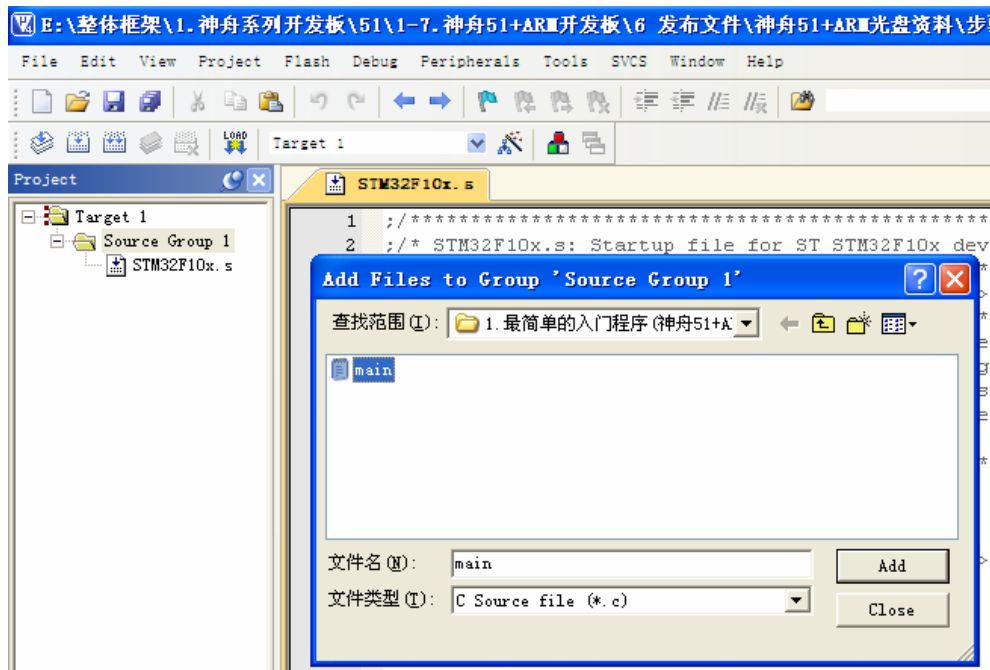 E:\整体框架\1.神舟系列开发板\51\1-7.神舟51+ARM开发板\6 发布文件\神舟51+ARM光盘资料\步
File Edit View Project Flash Debug Peripherals Tools SVCS Window Help
LOAD
Target 1
Project
STM32F10x.s
Target 1
Source Group 1
STM32F10x.s
1 ;/*************************************************
2 ;/* STM32F10x.s: Startup file for ST STM32F10x dev
Add Files to Group 'Source Group 1'
查找范围(I): 1.最简单的入门程序(神舟51+A
main
文件名(N): main
Add
文件类型(T): C Source file (*.c)
Close